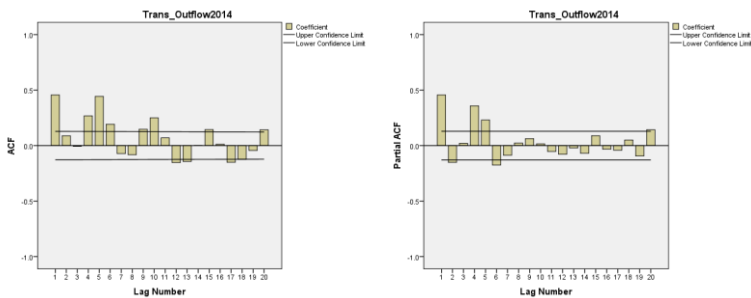 Trans_Outflow2014
Coefficient
Upper Confidence Limit
Lower Confidence Limit
1.0
0.5
0.0
-0.5
-1.0
ACF
1 2 3 4 5 6 7 8 9 10 11 12 13 14 15 16 17 18 19 20
Lag Number
Trans_Outflow2014
Coefficient
Upper Confidence Limit
Lower Confidence Limit
1.0
0.5
0.0
-0.5
-1.0
Partial ACF
1 2 3 4 5 6 7 8 9 10 11 12 13 14 15 16 17 18 19 20
Lag Number